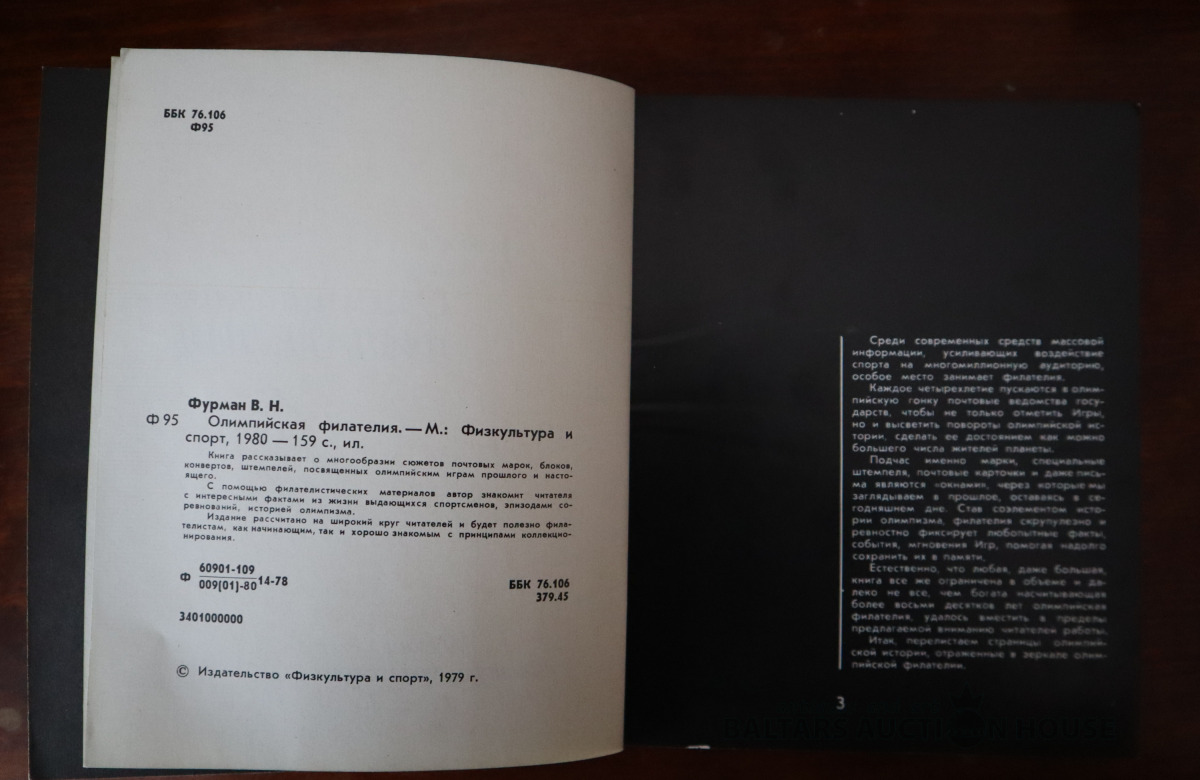 ББК 76.106
Ф95
Фурман В. Н.
Ф 95 Олимпийская филателия. — М.: Физкультура и
спорт, 1980 — 159 с., ил.
Книга рассказывает о многообразии сюжетов почтовых марок, блоков,
конвертов, штемпелей, посвященных олимпийским играм прошлого и насто-
ящего.
С помощью филателистических материалов автор знакомит читателя
с интересными фактами из жизни выдающихся спортсменов, эпизодами со-
ревнований, историей олимпизма.
Издание рассчитано на широкий круг читателей и будет полезно фила-
телистам, как начинающим, так и хорошо знакомым с принципами коллекцио-
нирования.
Ф 60901-109
009[01]-80 14-78
ББК 76.106
379.45
3401000000
© Издательство «Физкультура и спорт», 1979 г.
Среди современных средств массовой
информации, усиливающих воздействие
спорта на многомиллионную аудиторию,
особое место занимает филателия.
Каждое четырехлетие пускаются в олим-
пийскую гонку почтовые ведомства госу-
дарств, чтобы не только отметить Игры,
но и высветить повороты олимпийской ис-
тории, сделать ее достоянием как можно
большего числа жителей планеты.
Подчас именно марки, специальные
штемпеля, почтовые карточки и даже пись-
ма являются «окнами», через которые мы
заглядываем в прошлое, оставаясь в се-
годняшнем дне. Став соэлементом исто-
рии олимпизма, филателия скрупулезно и
ревностно фиксирует любопытные факты,
события, мгновения Игр, помогая надолго
сохранить их в памяти.
Естественно, что любая, даже большая,
книга все же ограничена в объеме и да-
леко не все, чем богата насчитывающая
более восьми десятков лет олимпийская
филателия, удалось вместить в пределы
предлагаемой вниманию читателей работы.
Итак, перелистаем страницы олимпий-
ской истории, отраженные в зеркале олим-
пийской филателии.
3
BALTARS AUCTION HOUSE